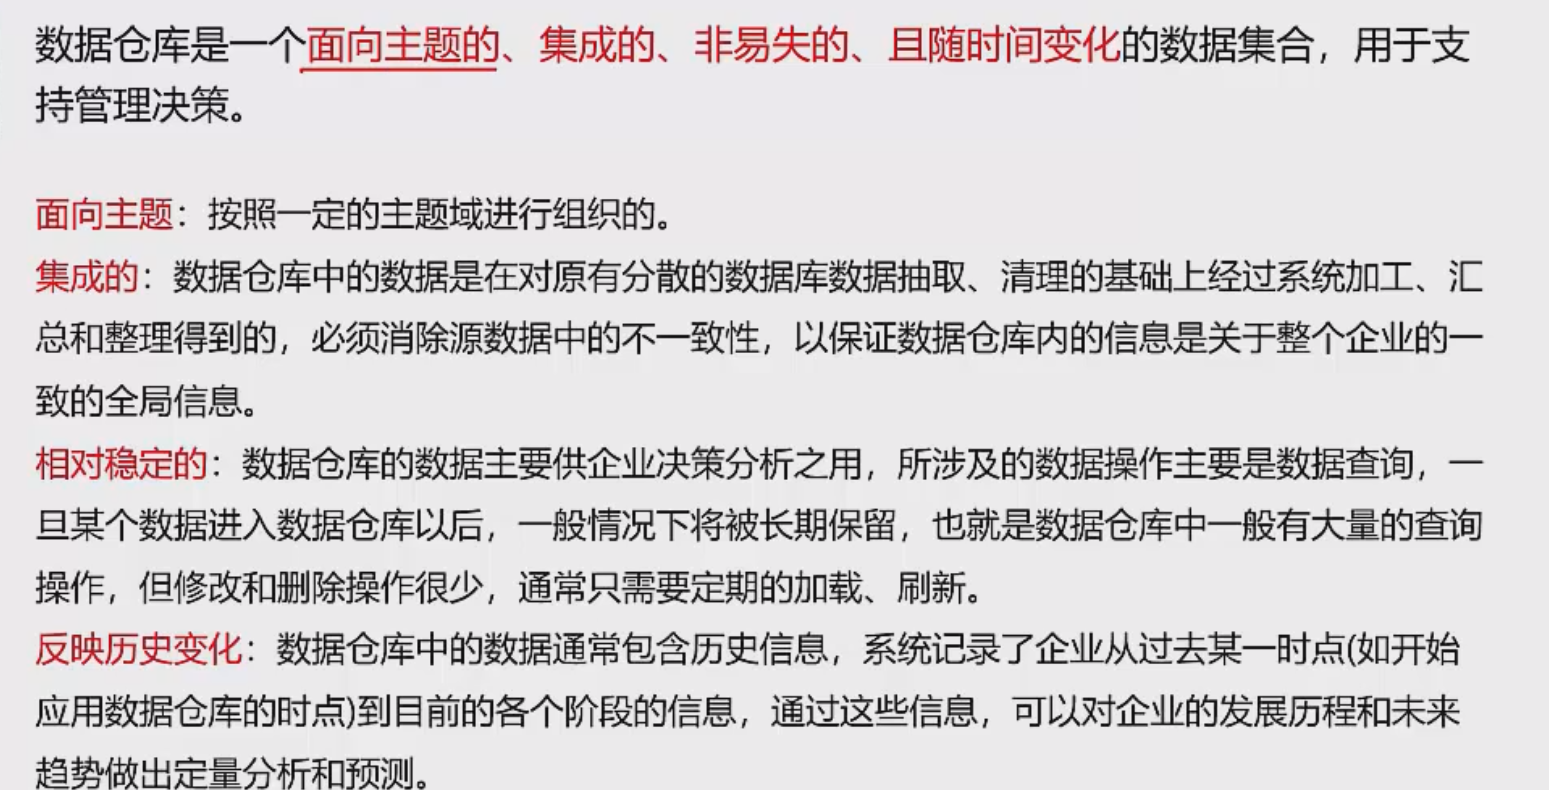 数据仓库是一个面向主题的、集成的、非易失的、且随时间变化的数据集合，用于支
持管理决策。
面向主题：按照一定的主题域进行组织的。
集成的：数据仓库中的数据是在对原有分散的数据库数据抽取、清理的基础上经过系统加工、汇
总和整理得到的，必须消除源数据中的不一致性，以保证数据仓库内的信息是关于整个企业的一
致的全局信息。
相对稳定的：数据仓库的数据主要供企业决策分析之用，所涉及的数据操作主要是数据查询，一
旦某个数据进入数据仓库以后，一般情况下将被长期保留，也就是数据仓库中一般有大量的查询
操作，但修改和删除操作很少，通常只需要定期的加载、刷新。
反映历史变化：数据仓库中的数据通常包含历史信息，系统记录了企业从过去某一时点(如开始
应用数据仓库的时点)到目前的各个阶段的信息，通过这些信息，可以对企业的发展历程和未来
趋势做出定量分析和预测。